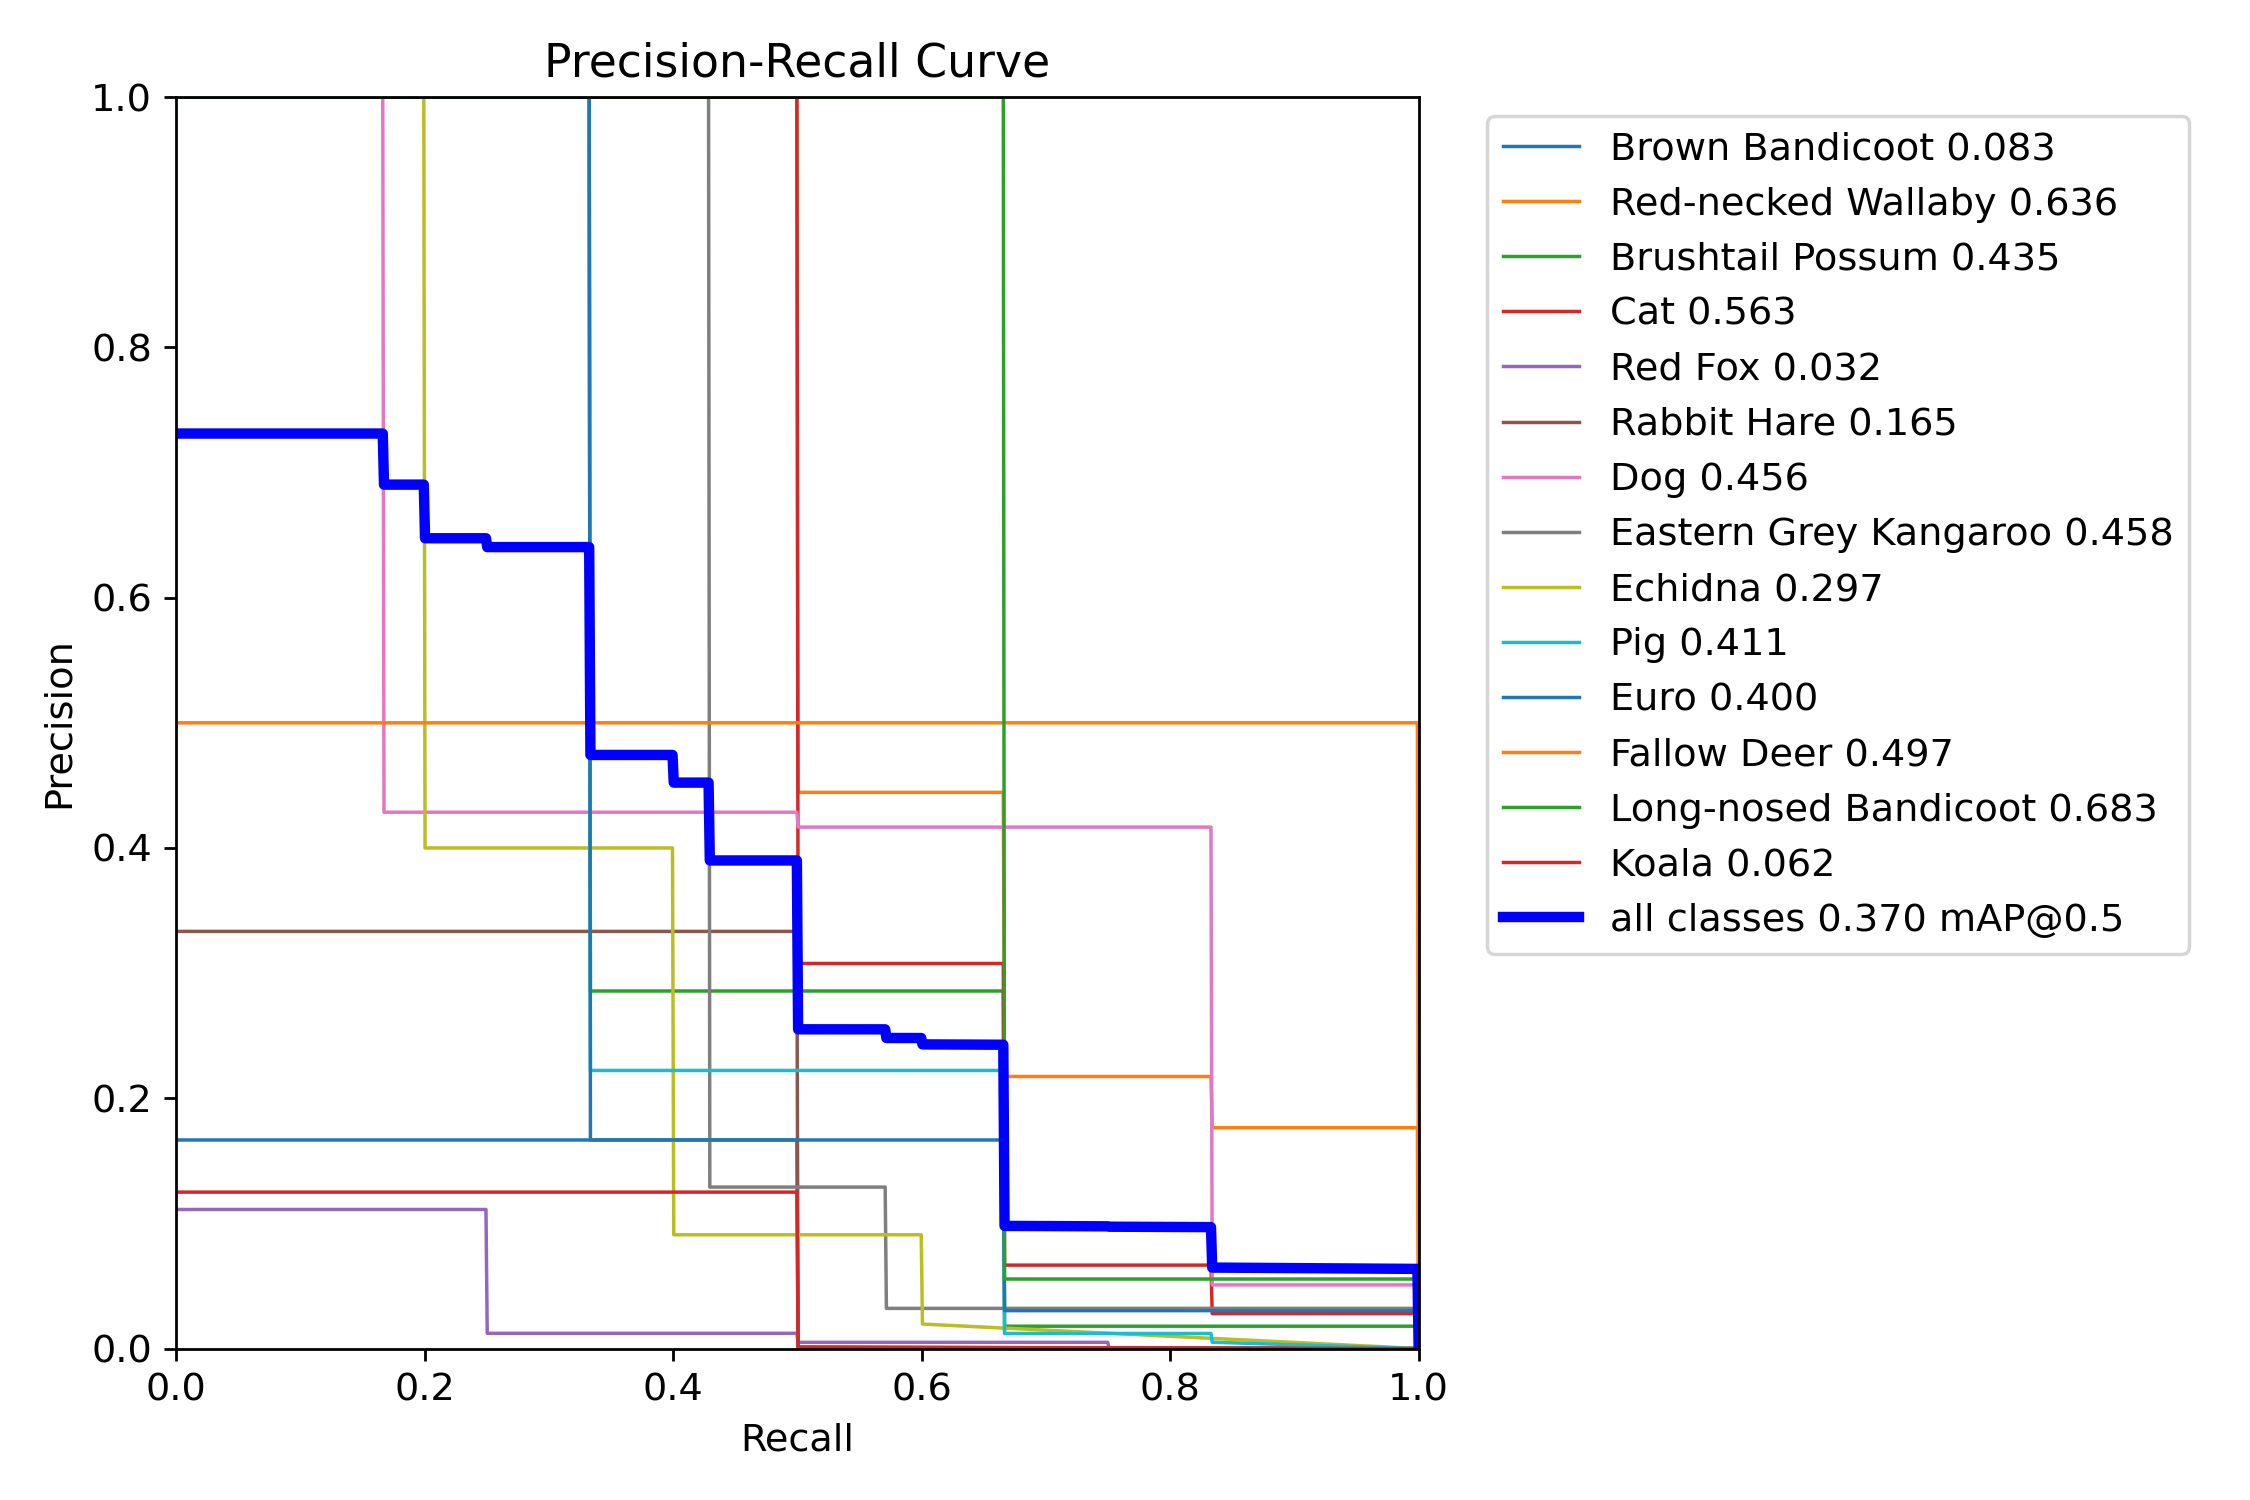 Precision-Recall Curve
1.0
0.8
0.6
0.4
0.2
0.0
Precision
0.0 0.2 0.4 0.6 0.8 1.0
Recall
Brown Bandicoot 0.083
Red-necked Wallaby 0.636
Brushtail Possum 0.435
Cat 0.563
Red Fox 0.032
Rabbit Hare 0.165
Dog 0.456
Eastern Grey Kangaroo 0.458
Echidna 0.297
Pig 0.411
Euro 0.400
Fallow Deer 0.497
Long-nosed Bandicoot 0.683
Koala 0.062
all classes 0.370 mAP@0.5